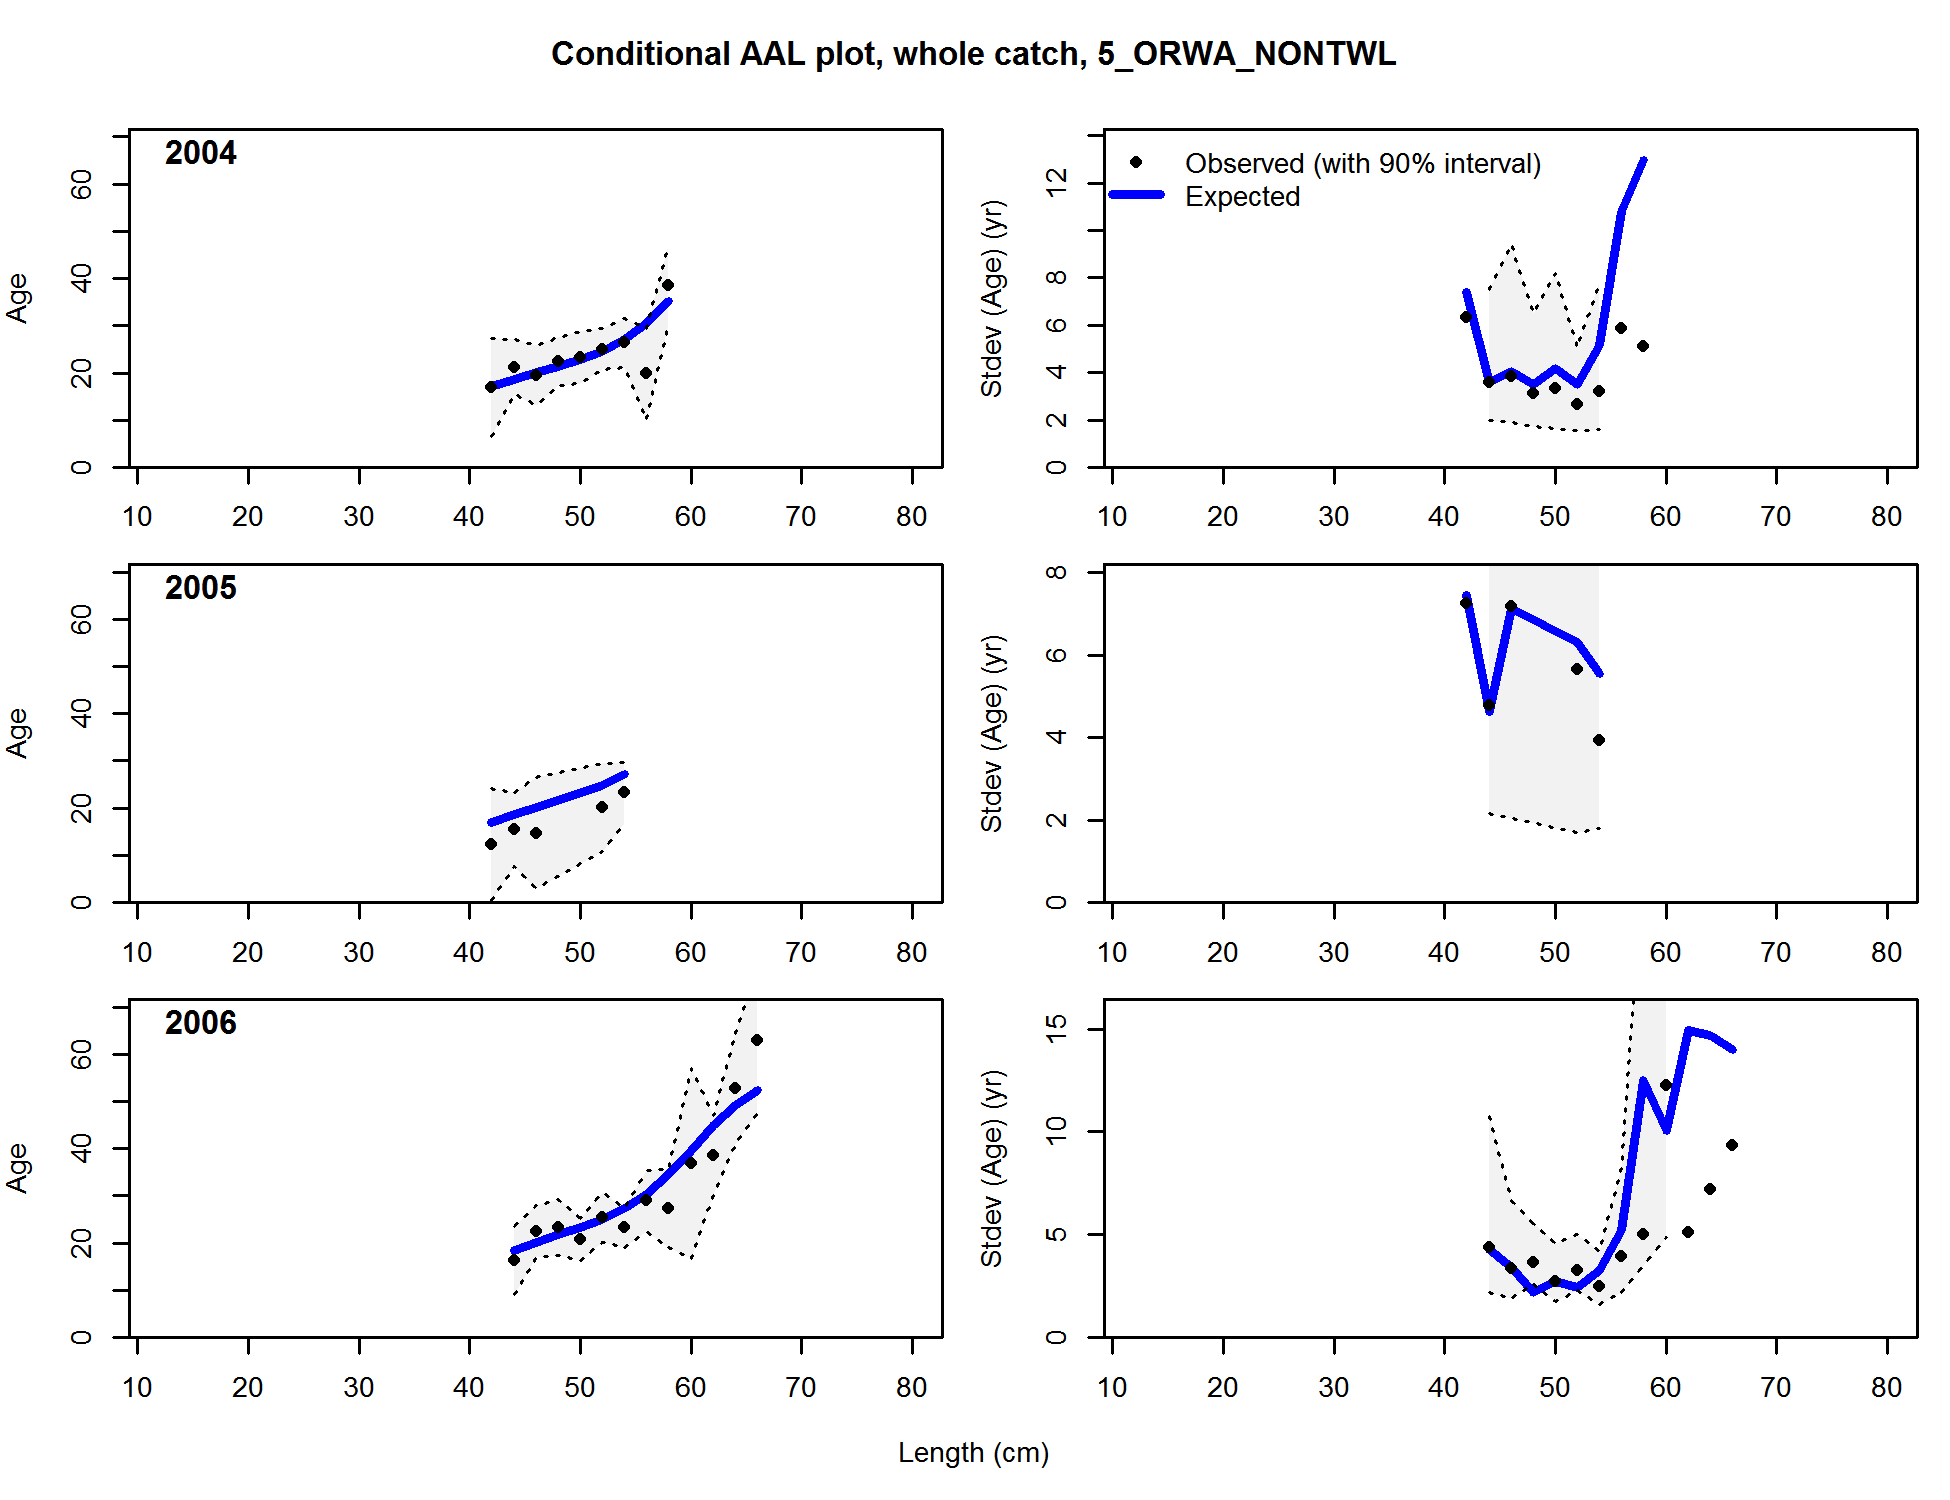 Conditional AAL plot, whole catch, 5_ORWA_NONTWL
2004
Age
0 20 40 60
10 20 30 40 50 60 70 80
Observed (with 90% interval)
Expected
Stdev (Age) (yr)
0 2 4 6 8 12
10 20 30 40 50 60 70 80
2005
Age
0 20 40 60
10 20 30 40 50 60 70 80
Stdev (Age) (yr)
0 2 4 6 8
10 20 30 40 50 60 70 80
2006
Age
0 20 40 60
10 20 30 40 50 60 70 80
Stdev (Age) (yr)
0 5 10 15
10 20 30 40 50 60 70 80
Length (cm)